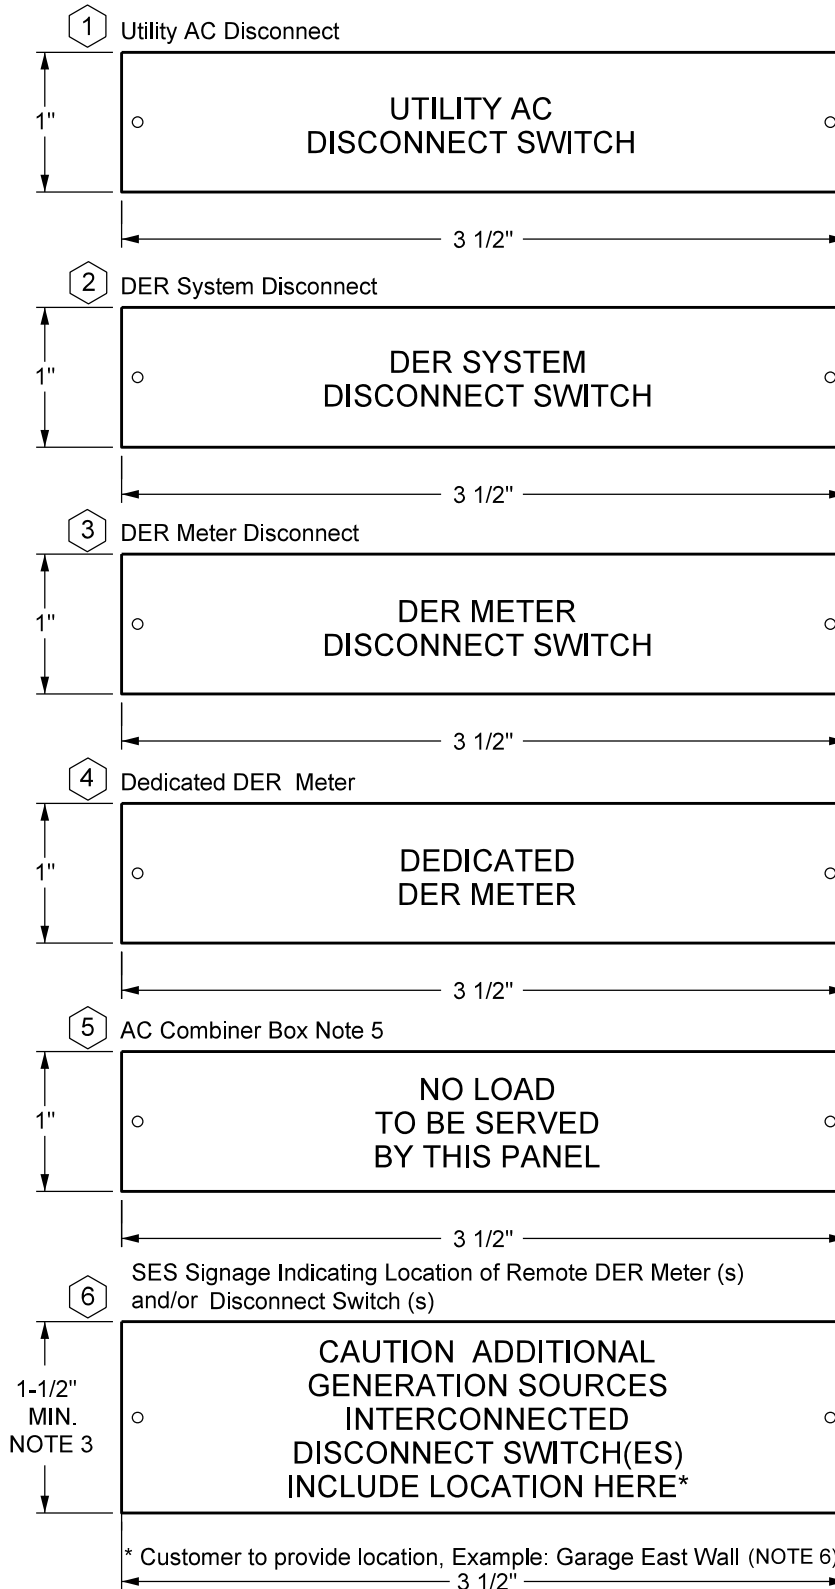 1 Utility AC Disconnect
1"
UTILITY AC
DISCONNECT SWITCH
3 1/2"
2 DER System Disconnect
1"
DER SYSTEM
DISCONNECT SWITCH
3 1/2"
3 DER Meter Disconnect
1"
DER METER
DISCONNECT SWITCH
3 1/2"
4 Dedicated DER Meter
1"
DEDICATED
DER METER
3 1/2"
5 AC Combiner Box Note 5
1"
NO LOAD
TO BE SERVED
BY THIS PANEL
3 1/2"
6 SES Signage Indicating Location of Remote DER Meter (s)
and/or Disconnect Switch (s)
1-1/2"
MIN.
NOTE 3
CAUTION ADDITIONAL
GENERATION SOURCES
INTERCONNECTED
DISCONNECT SWITCH(ES)
INCLUDE LOCATION HERE*
* Customer to provide location, Example: Garage East Wall (NOTE 6)
3 1/2"